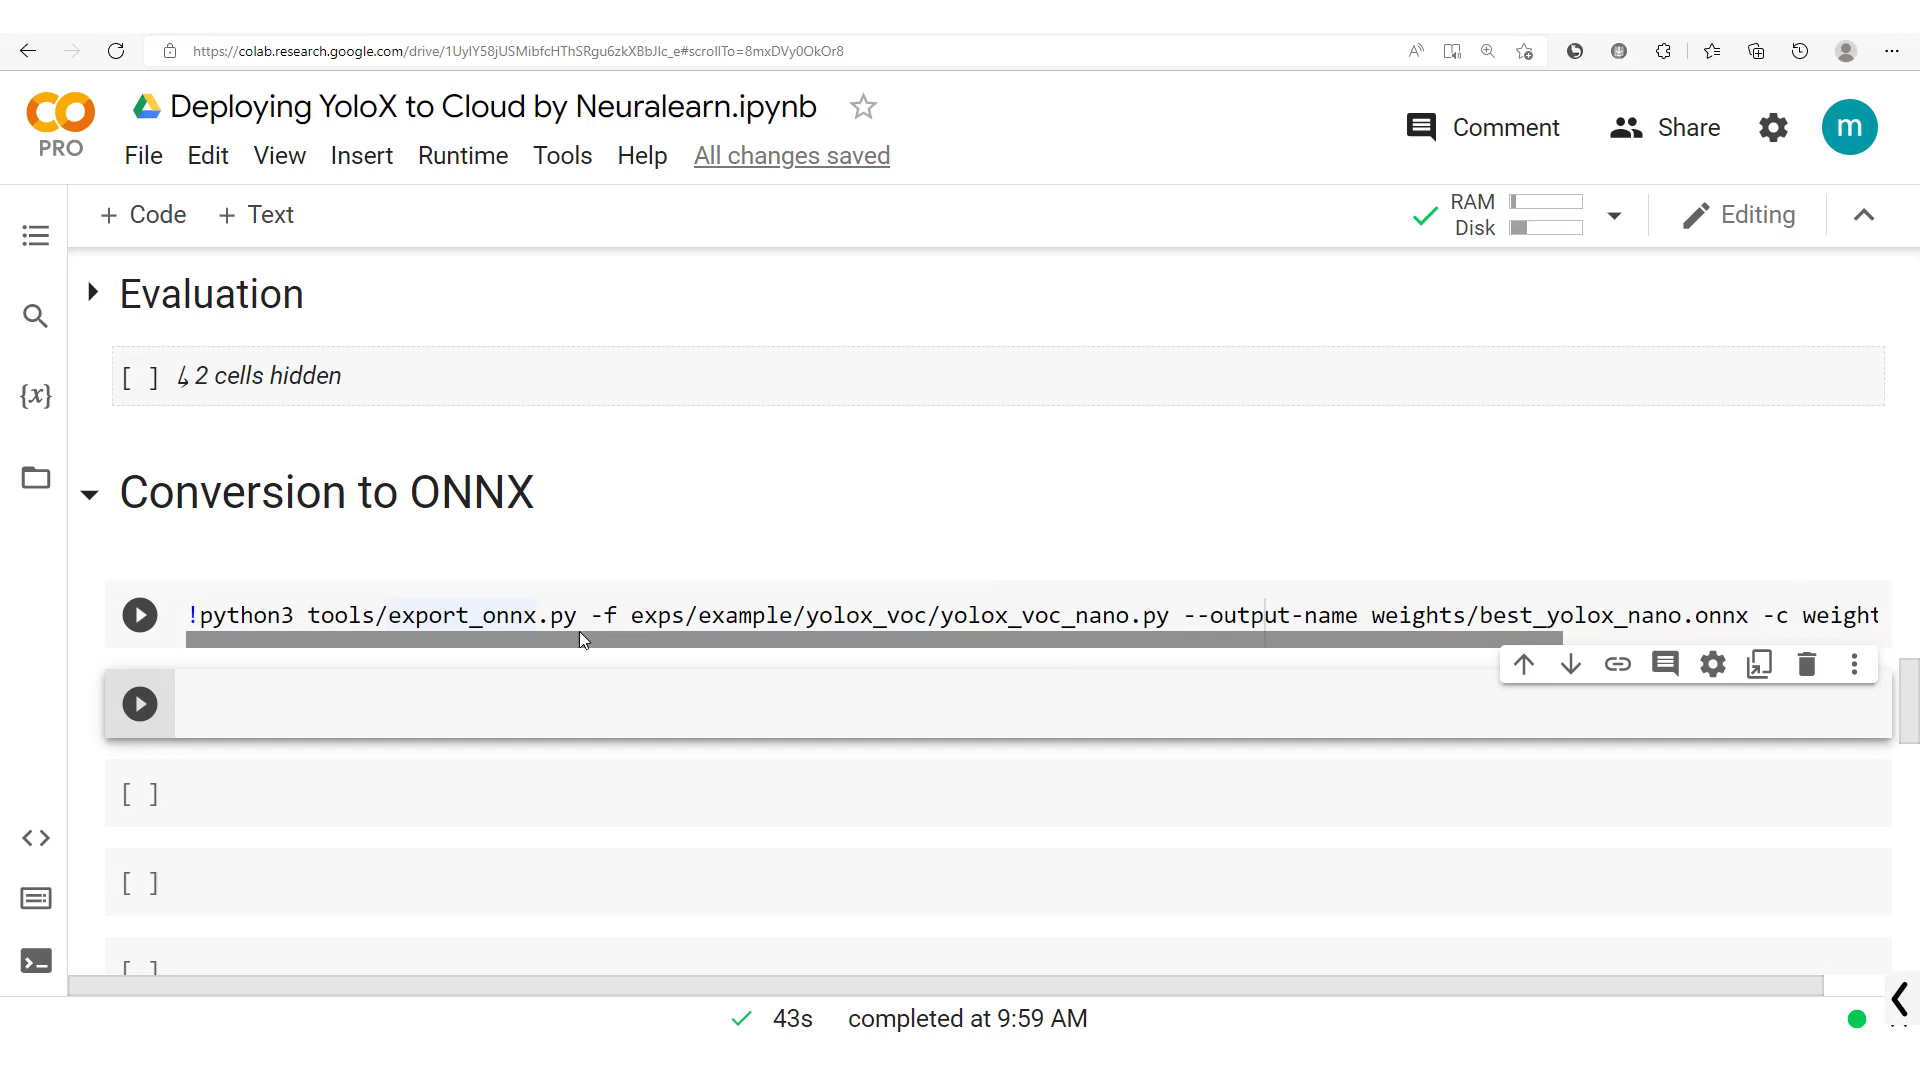 https://colab.research.google.com/drive/1UylY58jUSMibfcHThSRgu6zkXBbJlc_e#scrollTo=8mxDVy0OkOr8
Deploying YoloX to Cloud by Neuralearn.ipynb
PRO
File Edit View Insert Runtime Tools Help All changes saved
Comment
Share
m
+ Code + Text
RAM
Disk
Editing
Evaluation
[ ] ↳ 2 cells hidden
{x}
Conversion to ONNX
!python3 tools/export_onnx.py -f exps/example/yolox_voc/yolox_voc_nano.py --output-name weights/best_yolox_nano.onnx -c weight
[ ]
[ ]
[ ]
43s completed at 9:59 AM